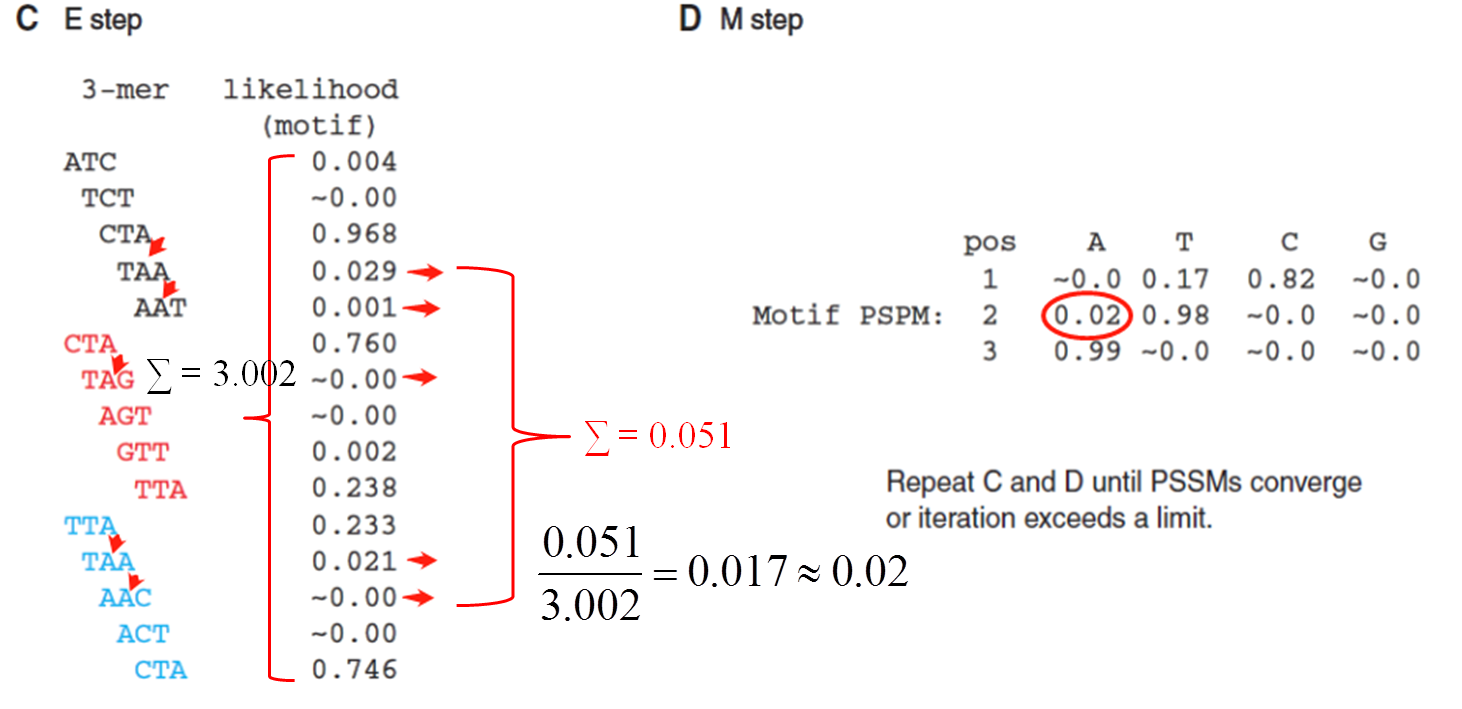 C E step
3-mer likelihood
(motif)
ATC 0.004
TCT ~0.00
CTA 0.968
TAA 0.029
AAT 0.001
CTA 0.760
TAG ∑ = 3.002 ~0.00
AGT ~0.00
GTT 0.002
TTA 0.238
TTA 0.233
TAA 0.021
AAC ~0.00
ACT ~0.00
CTA 0.746
∑ = 0.051
0.051
3.002
= 0.017 ≈ 0.02
D M step
pos A T C G
1 ~0.0 0.17 0.82 ~0.0
Motif PSPM: 2 0.02 0.98 ~0.0 ~0.0
3 0.99 ~0.0 ~0.0 ~0.0
Repeat C and D until PSSMs converge
or iteration exceeds a limit.